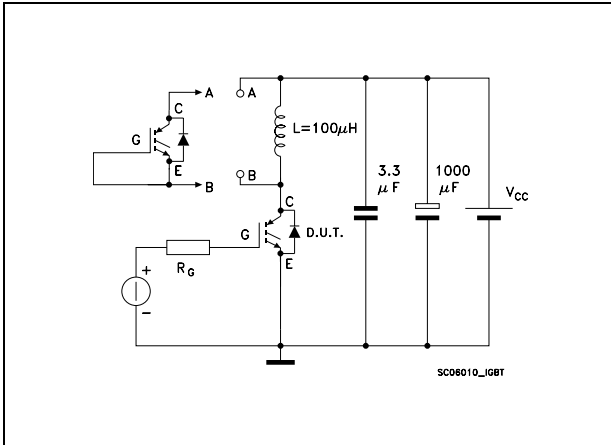 A
A
C
G
E
B
L=100μH
B
3.3
μF
1000
μF
VCC
C
G
D.U.T.
E
RG
+
-
SC06010_IGBT